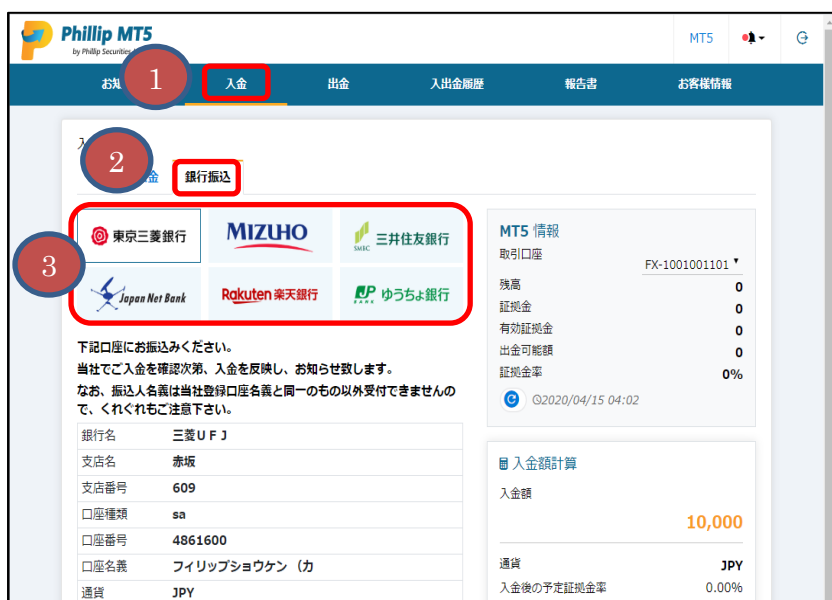 Phillip MT5
by Phillip Securities
MT5
1
入金
出金
入出金履歴
報告書
お客様情報
2
金
銀行振込
3
東京三菱銀行
MIZUHO
SMBC 三井住友銀行
Japan Net Bank
Rakuten 楽天銀行
JP BANK ゆうちょ銀行
下記口座にお振込みください。
当社でご入金を確認次第、入金を反映し、お知らせ致します。
なお、振込人名義は当社登録口座名義と同一のもの以外受付できませんの
で、くれぐれもご注意下さい。
銀行名 三菱ＵＦＪ
支店名 赤坂
支店番号 609
口座種類 sa
口座番号 4861600
口座名義 フィリップショウケン （カ
通貨 JPY
MT5 情報
取引口座
FX-1001001101
残高 0
証拠金 0
有効証拠金 0
出金可能額 0
証拠金率 0%
2020/04/15 04:02
入金額計算
入金額
10,000
通貨 JPY
入金後の予定証拠金率 0.00%